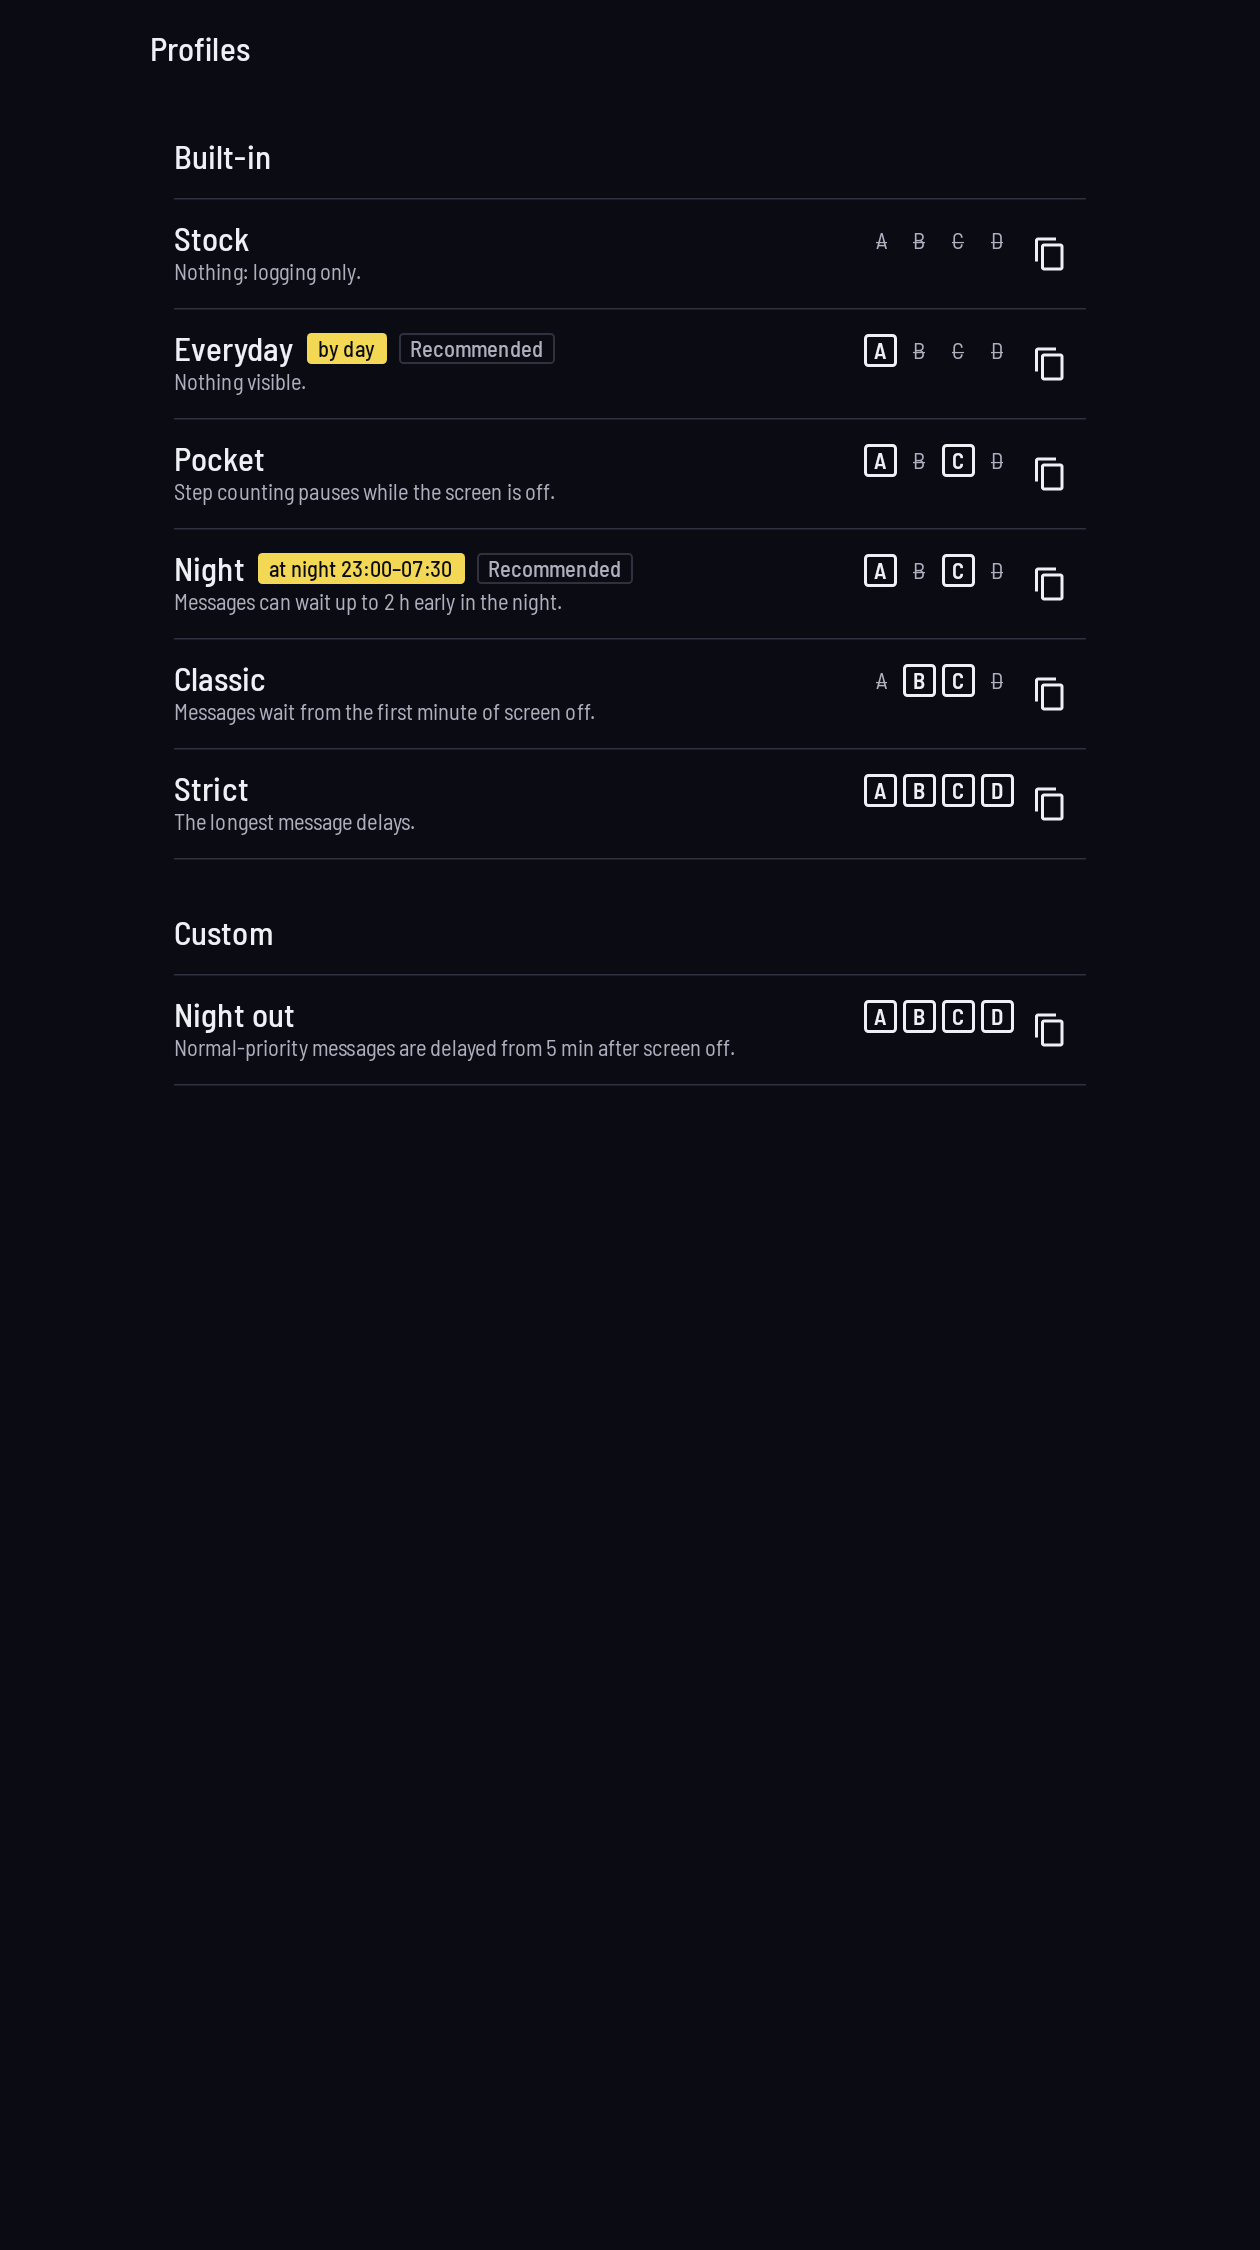 Profiles
Built-in
Stock A B C D
Nothing: logging only.
Everyday by day Recommended A B C D
Nothing visible.
Pocket A B C D
Step counting pauses while the screen is off.
Night at night 23:00–07:30 Recommended A B C D
Messages can wait up to 2 h early in the night.
Classic A B C D
Messages wait from the first minute of screen off.
Strict A B C D
The longest message delays.
Custom
Night out A B C D
Normal-priority messages are delayed from 5 min after screen off.